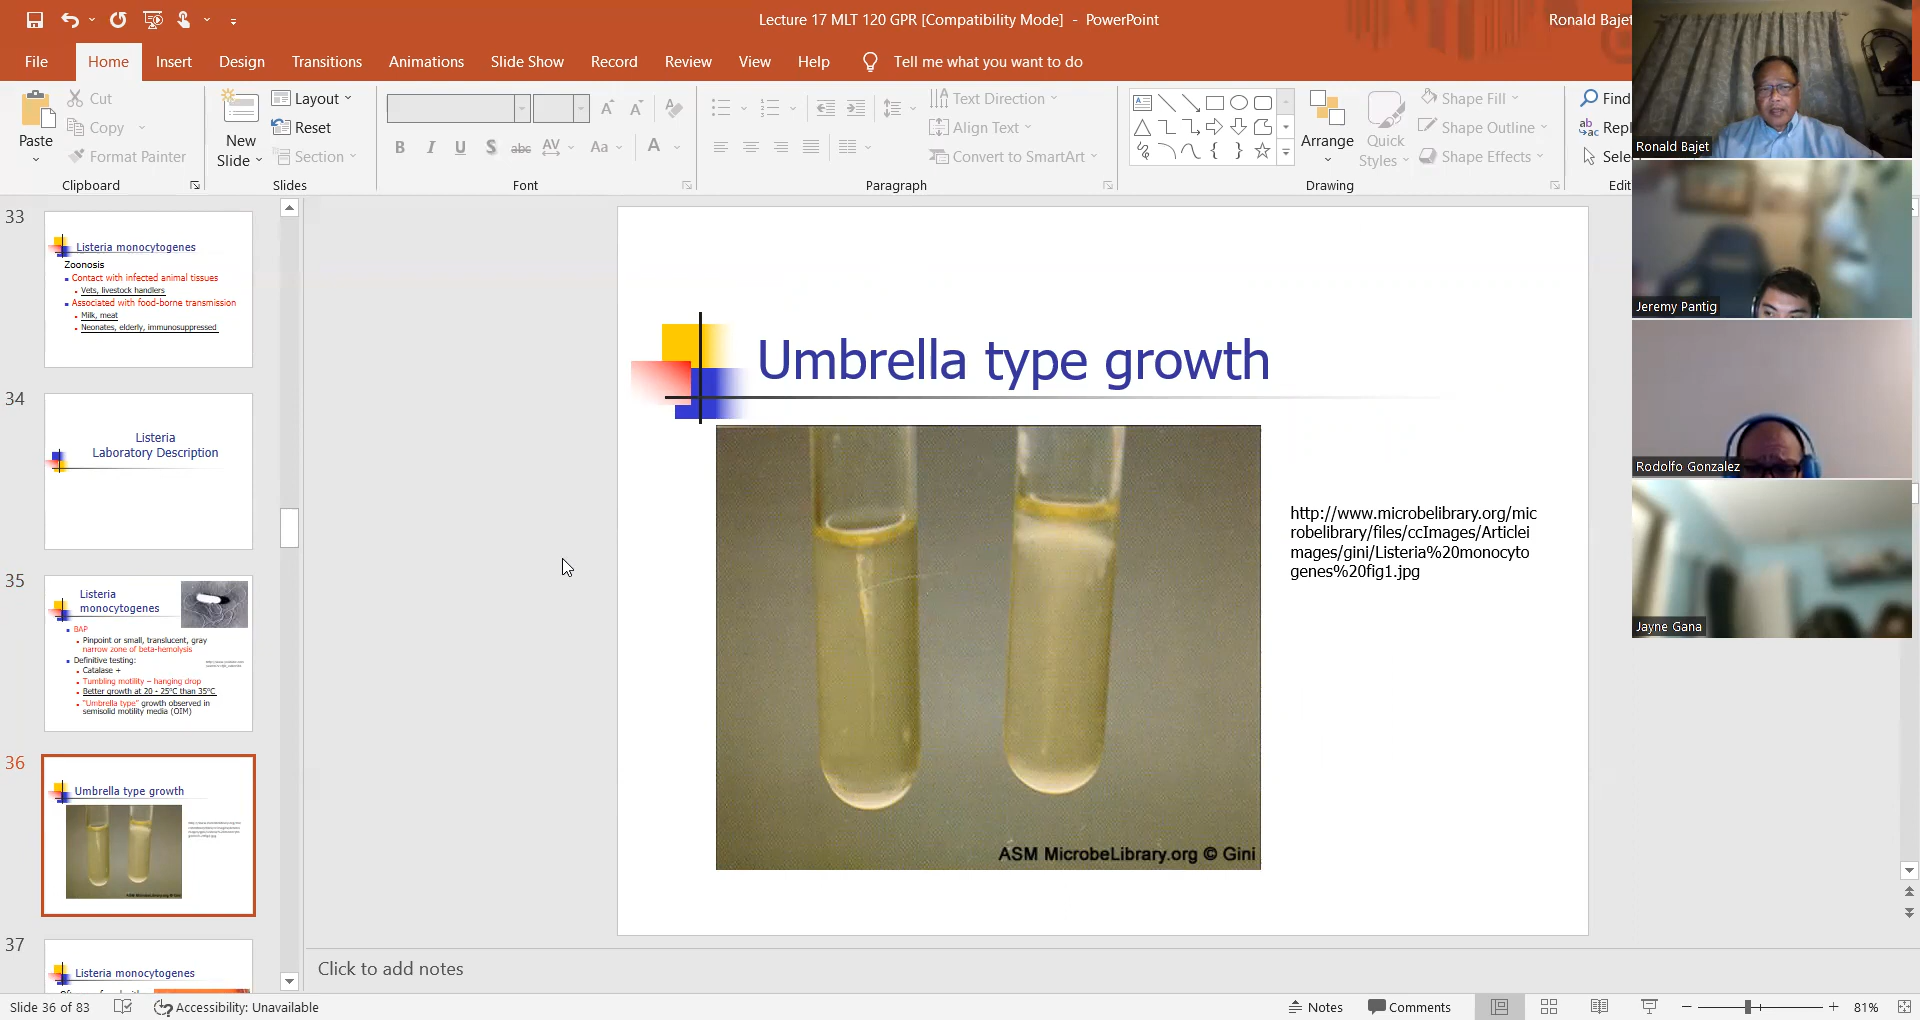 Lecture 17 MLT 120 GPR [Compatibility Mode] - PowerPoint
Ronald Bajet
File Home Insert Design Transitions Animations Slide Show Record Review View Help Tell me what you want to do
Paste
Cut
Copy
Format Painter
Clipboard
New
Slide
Layout
Reset
Section
Slides
Font
Text Direction
Align Text
Convert to SmartArt
Paragraph
Arrange
Quick
Styles
Shape Fill
Shape Outline
Shape Effects
Drawing
Find
Repl
Sele
Edit
33
Listeria monocytogenes
Zoonosis
Contact with infected animal tissues
Vets, livestock handlers
Associated with food-borne transmission
Milk, meat
Neonates, elderly, immunosuppressed
34
Listeria
Laboratory Description
35
Listeria
monocytogenes
BAP
Pinpoint or small, translucent, gray
narrow zone of beta-hemolysis
Definitive testing:
Catalase +
Tumbling motility – hanging drop
Better growth at 20 - 25°C than 35°C
"Umbrella type" growth observed in
semisolid motility media (OIM)
36
Umbrella type growth
37
Listeria monocytogenes
Umbrella type growth
http://www.microbelibrary.org/mic
robelibrary/files/ccImages/Articlei
mages/gini/Listeria%20monocyto
genes%20fig1.jpg
ASM MicrobeLibrary.org © Gini
Click to add notes
Ronald Bajet
Jeremy Pantig
Rodolfo Gonzalez
Jayne Gana
Slide 36 of 83
Accessibility: Unavailable
Notes
Comments
81%